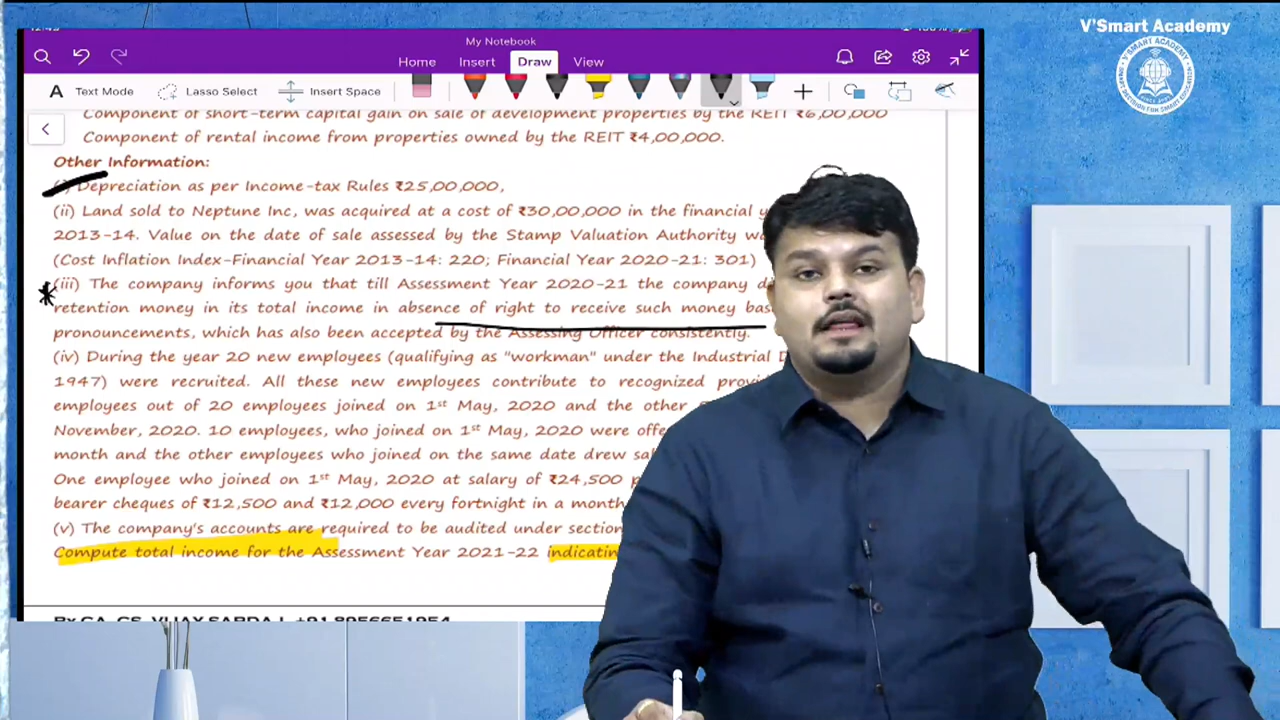 V'Smart Academy
My Notebook
Home Insert Draw View
A Text Mode Lasso Select Insert Space
Component of short-term capital gain on sale of development properties by the REIT ₹6,00,000
Component of rental income from properties owned by the REIT ₹4,00,000.
Other Information:
(i) Depreciation as per Income-tax Rules ₹25,00,000,
(ii) Land sold to Neptune Inc, was acquired at a cost of ₹30,00,000 in the financial
2013-14. Value on the date of sale assessed by the Stamp Valuation Authority
(Cost Inflation Index-Financial Year 2013-14: 220; Financial Year 2020-21: 301)
(iii) The company informs you that till Assessment Year 2020-21 the company
retention money in its total income in absence of right to receive such money
pronouncements, which has also been accepted by the Assessing Officer consistently.
(iv) During the year 20 new employees (qualifying as "workman" under the Industrial
1947) were recruited. All these new employees contribute to recognized
employees out of 20 employees joined on 1st May, 2020 and the other
November, 2020. 10 employees, who joined on 1st May, 2020 were
month and the other employees who joined on the same date drew
One employee who joined on 1st May, 2020 at salary of ₹24,500
bearer cheques of ₹12,500 and ₹12,000 every fortnight in a month
(v) The company's accounts are required to be audited under
Compute total income for the Assessment Year 2021-22
By CA. CS. VIJAY SARDA